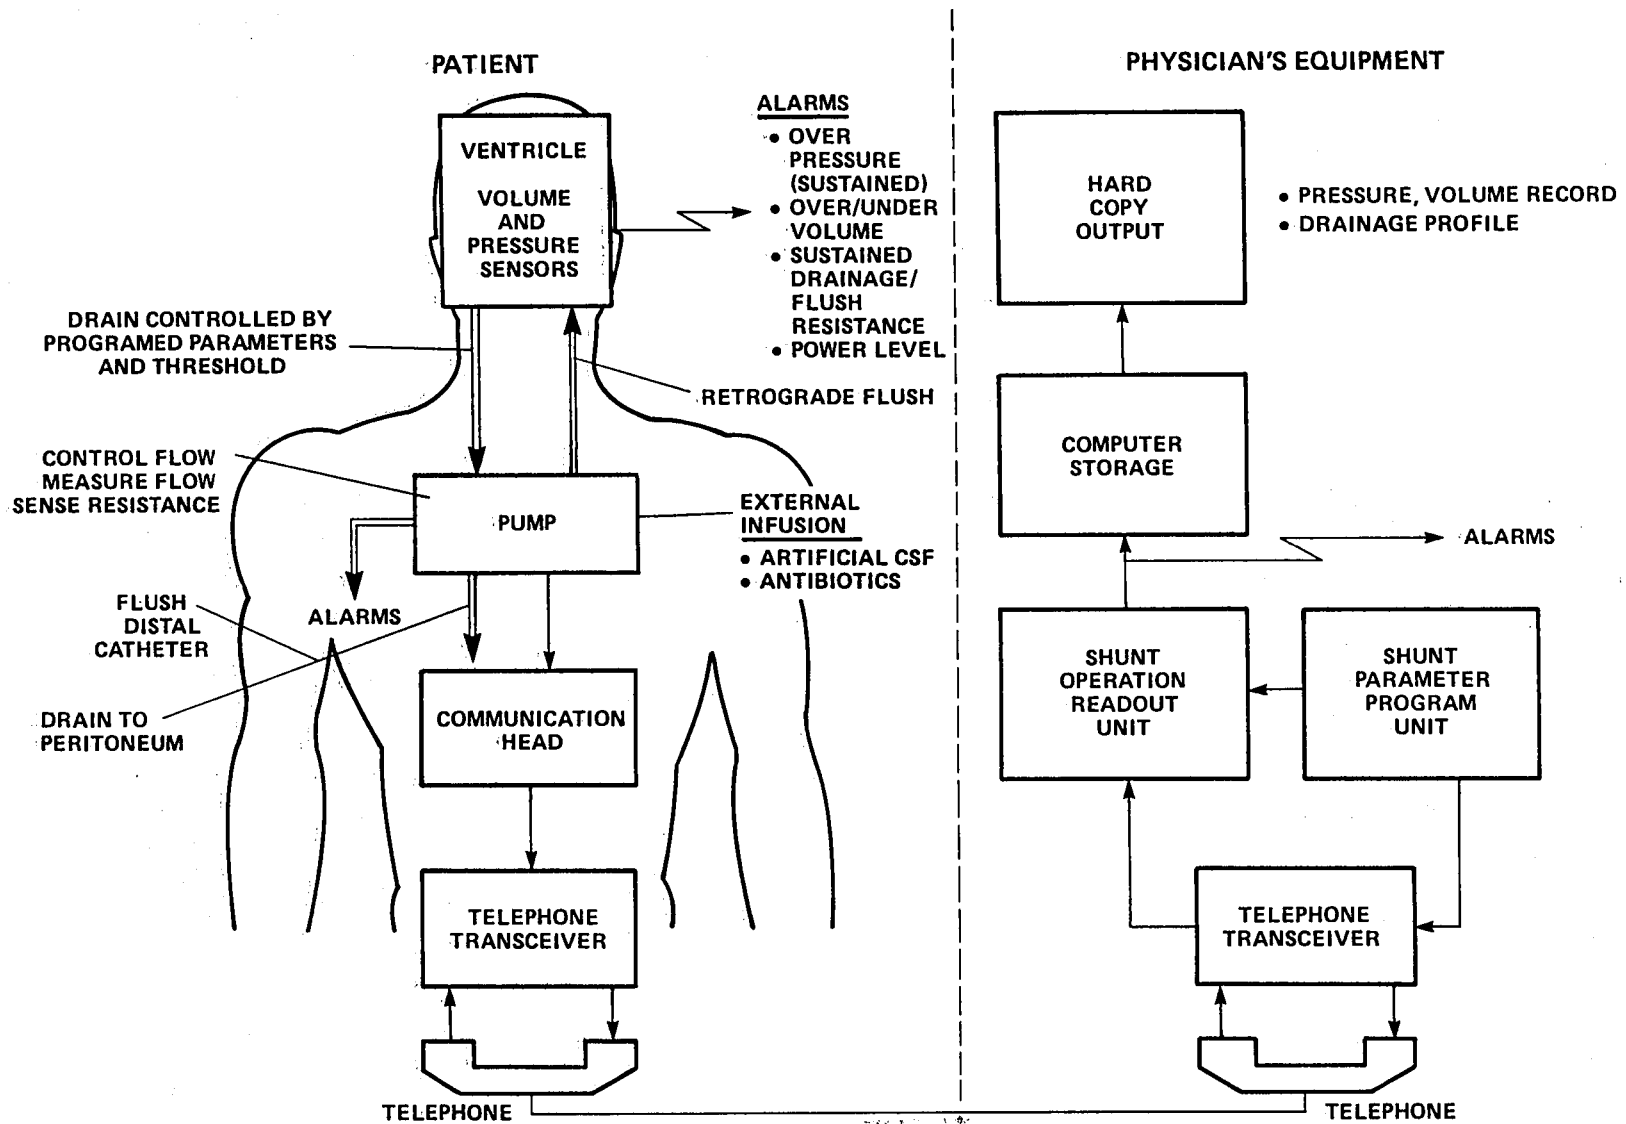 PATIENT
PHYSICIAN'S EQUIPMENT
VENTRICLE
VOLUME
AND
PRESSURE
SENSORS
ALARMS
• OVER
PRESSURE
(SUSTAINED)
• OVER/UNDER
VOLUME
• SUSTAINED
DRAINAGE/
FLUSH
RESISTANCE
• POWER LEVEL
HARD
COPY
OUTPUT
• PRESSURE, VOLUME RECORD
• DRAINAGE PROFILE
DRAIN CONTROLLED BY
PROGRAMED PARAMETERS
AND THRESHOLD
RETROGRADE FLUSH
COMPUTER
STORAGE
CONTROL FLOW
MEASURE FLOW
SENSE RESISTANCE
PUMP
EXTERNAL
INFUSION
• ARTIFICIAL CSF
• ANTIBIOTICS
ALARMS
FLUSH
DISTAL
CATHETER
ALARMS
SHUNT
OPERATION
READOUT
UNIT
SHUNT
PARAMETER
PROGRAM
UNIT
DRAIN TO
PERITONEUM
COMMUNICATION
HEAD
TELEPHONE
TRANSCEIVER
TELEPHONE
TRANSCEIVER
TELEPHONE
TELEPHONE